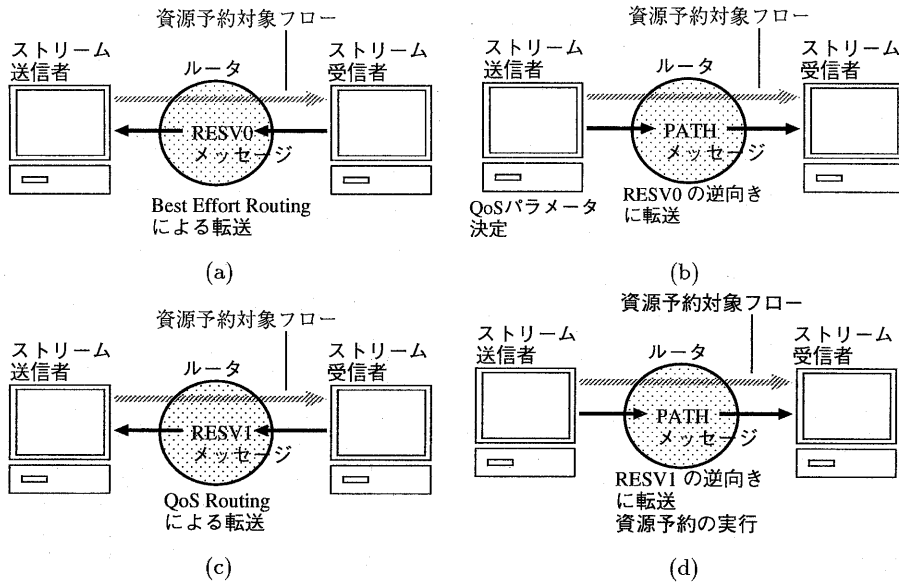 資源予約対象フロー
ストリーム
送信者
ルータ
ストリーム
受信者
RESV0
メッセージ
Best Effort Routing
による転送
(a)
資源予約対象フロー
ストリーム
送信者
ルータ
ストリーム
受信者
PATH
メッセージ
QoSパラメータ
決定
RESV0 の逆向き
に転送
(b)
資源予約対象フロー
ストリーム
送信者
ルータ
ストリーム
受信者
RESV1
メッセージ
QoS Routing
による転送
(c)
資源予約対象フロー
ストリーム
送信者
ルータ
ストリーム
受信者
PATH
メッセージ
RESV1 の逆向き
に転送
資源予約の実行
(d)